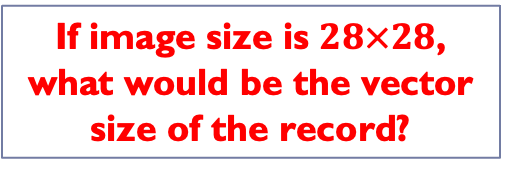 If image size is 28×28,
what would be the vector
size of the record?